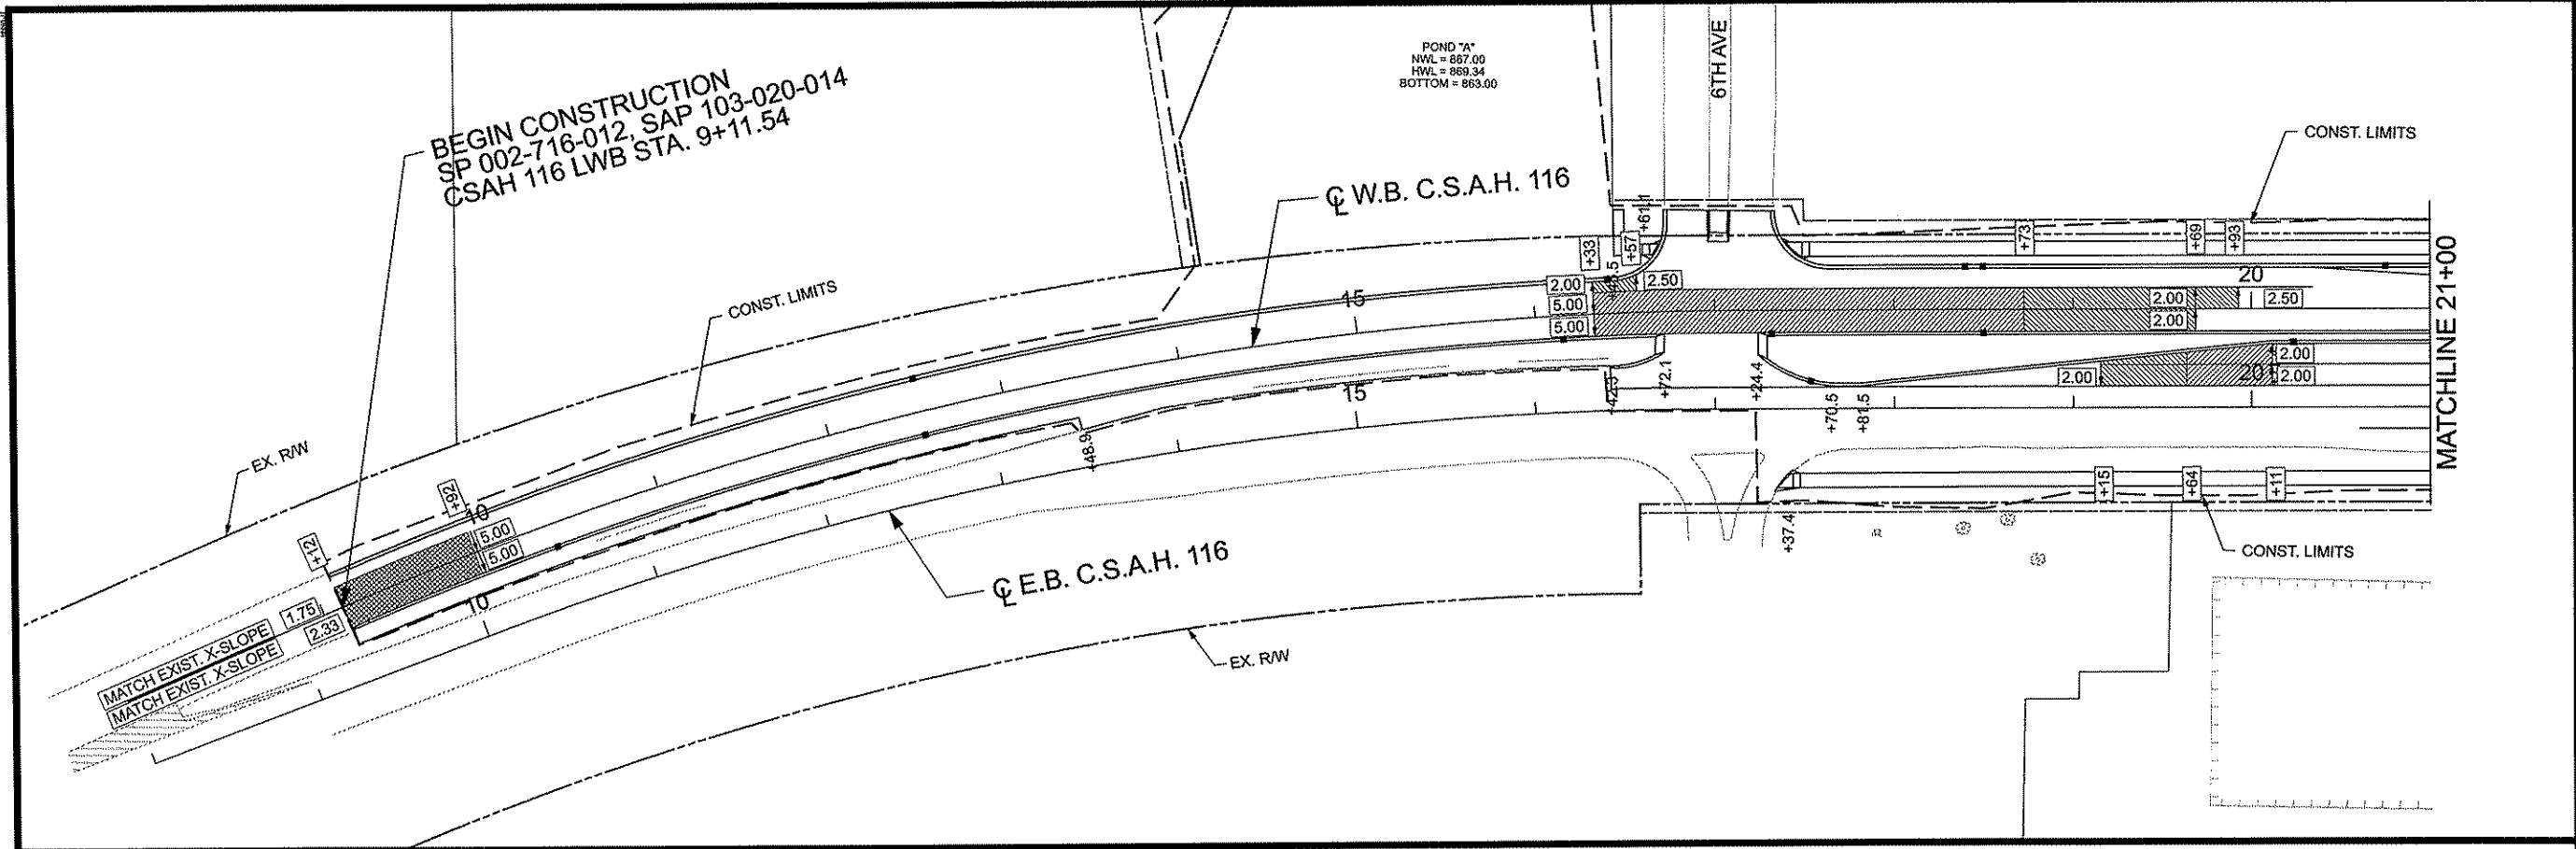 BEGIN CONSTRUCTION
SP 002-716-012, SAP 103-020-014
CSAH 116 LWB STA. 9+11.54
POND "A"
NWL = 867.00
HWL = 869.34
BOTTOM = 863.00
6TH AVE
CONST. LIMITS
℄ W.B. C.S.A.H. 116
+33
+57
+61.1
+73
+69
+93
MATCHLINE 21+00
2.00
2.50
5.00
5.00
15
20
2.00
2.50
2.00
CONST. LIMITS
EX. R/W
15
+72.1
+24.4
+70.5
+81.5
2.00
20
2.00
2.00
+48.9
+12
+92
10
5.00
5.00
10
℄ E.B. C.S.A.H. 116
+15
+64
+11
+37.4
CONST. LIMITS
1.75
2.33
MATCH EXIST. X-SLOPE
MATCH EXIST. X-SLOPE
EX. R/W